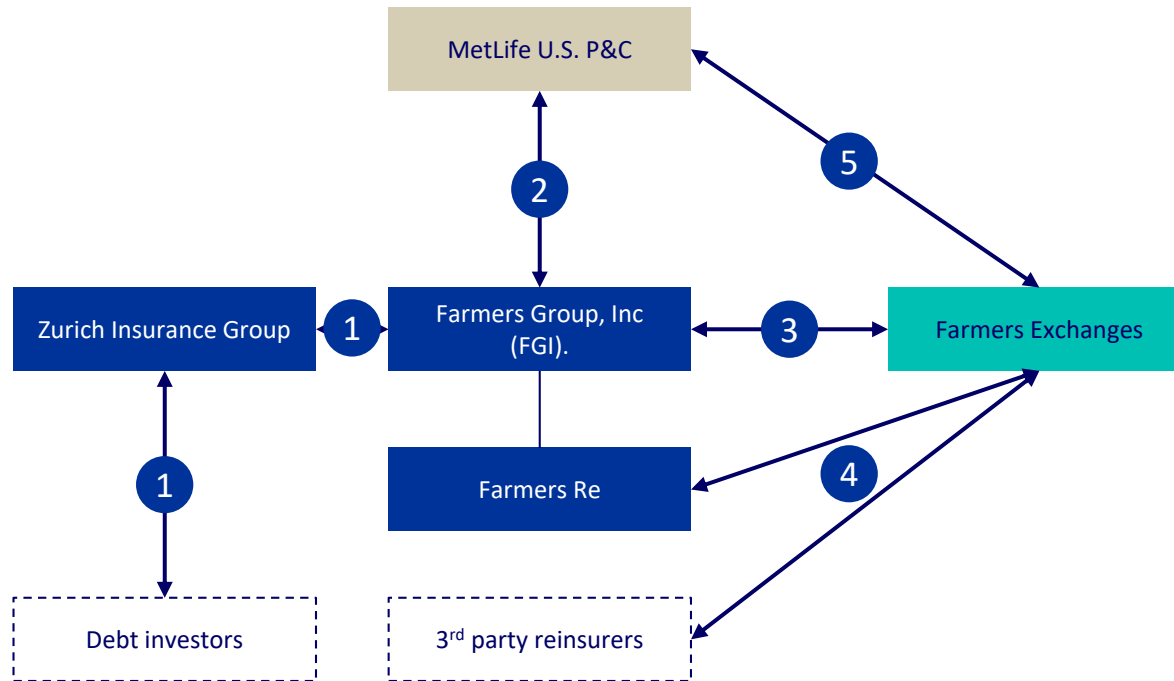 MetLife U.S. P&C
5
2
Zurich Insurance Group
1
Farmers Group, Inc
(FGI).
3
Farmers Exchanges
1
Farmers Re
4
Debt investors
3rd party reinsurers